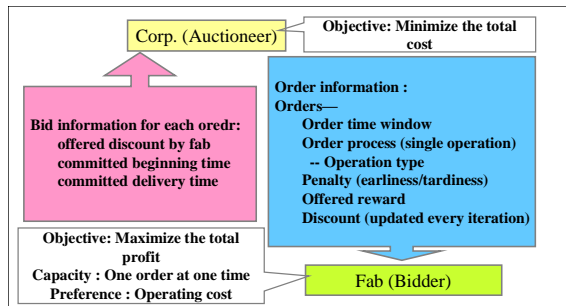 Corp. (Auctioneer)
Objective: Minimize the total
cost
Order information :
Orders—
Order time window
Order process (single operation)
-- Operation type
Penalty (earliness/tardiness)
Offered reward
Discount (updated every iteration)
Bid information for each oredr:
offered discount by fab
committed beginning time
committed delivery time
Objective: Maximize the total
profit
Capacity : One order at one time
Preference : Operating cost
Fab (Bidder)